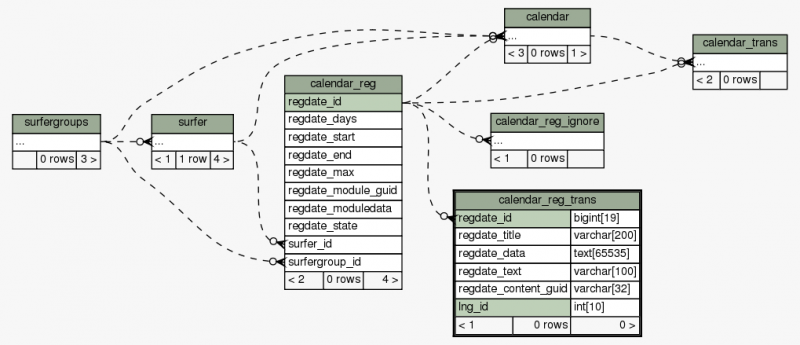 calendar
...
< 3 0 rows 1 >
calendar_trans
...
< 2 0 rows
calendar_reg
regdate_id
regdate_days
regdate_start
regdate_end
regdate_max
regdate_module_guid
regdate_moduledata
regdate_state
surfer_id
surfergroup_id
< 2 0 rows 4 >
surfergroups
...
0 rows 3 >
surfer
...
< 1 1 row 4 >
calendar_reg_ignore
...
< 1 0 rows
calendar_reg_trans
regdate_id bigint[19]
regdate_title varchar[200]
regdate_data text[65535]
regdate_text varchar[100]
regdate_content_guid varchar[32]
lng_id int[10]
< 1 0 rows 0 >